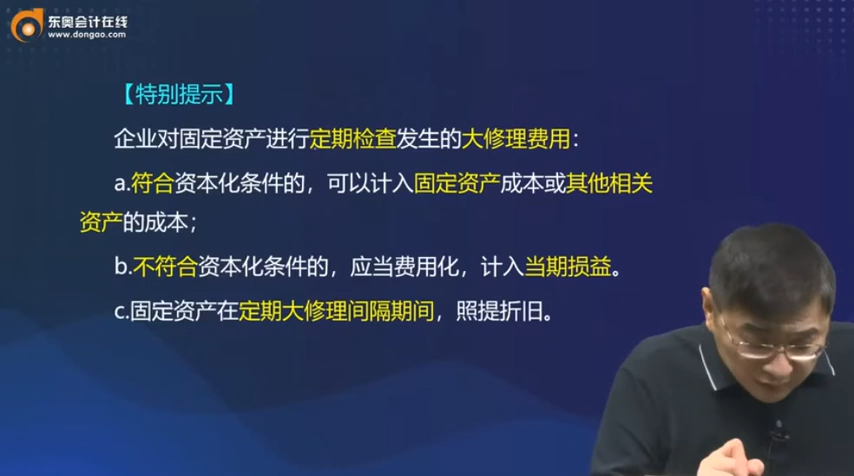 东奥会计在线
www.dongao.com
【特别提示】
企业对固定资产进行定期检查发生的大修理费用：
a.符合资本化条件的，可以计入固定资产成本或其他相关
资产的成本；
b.不符合资本化条件的，应当费用化，计入当期损益。
c.固定资产在定期大修理间隔期间，照提折旧。